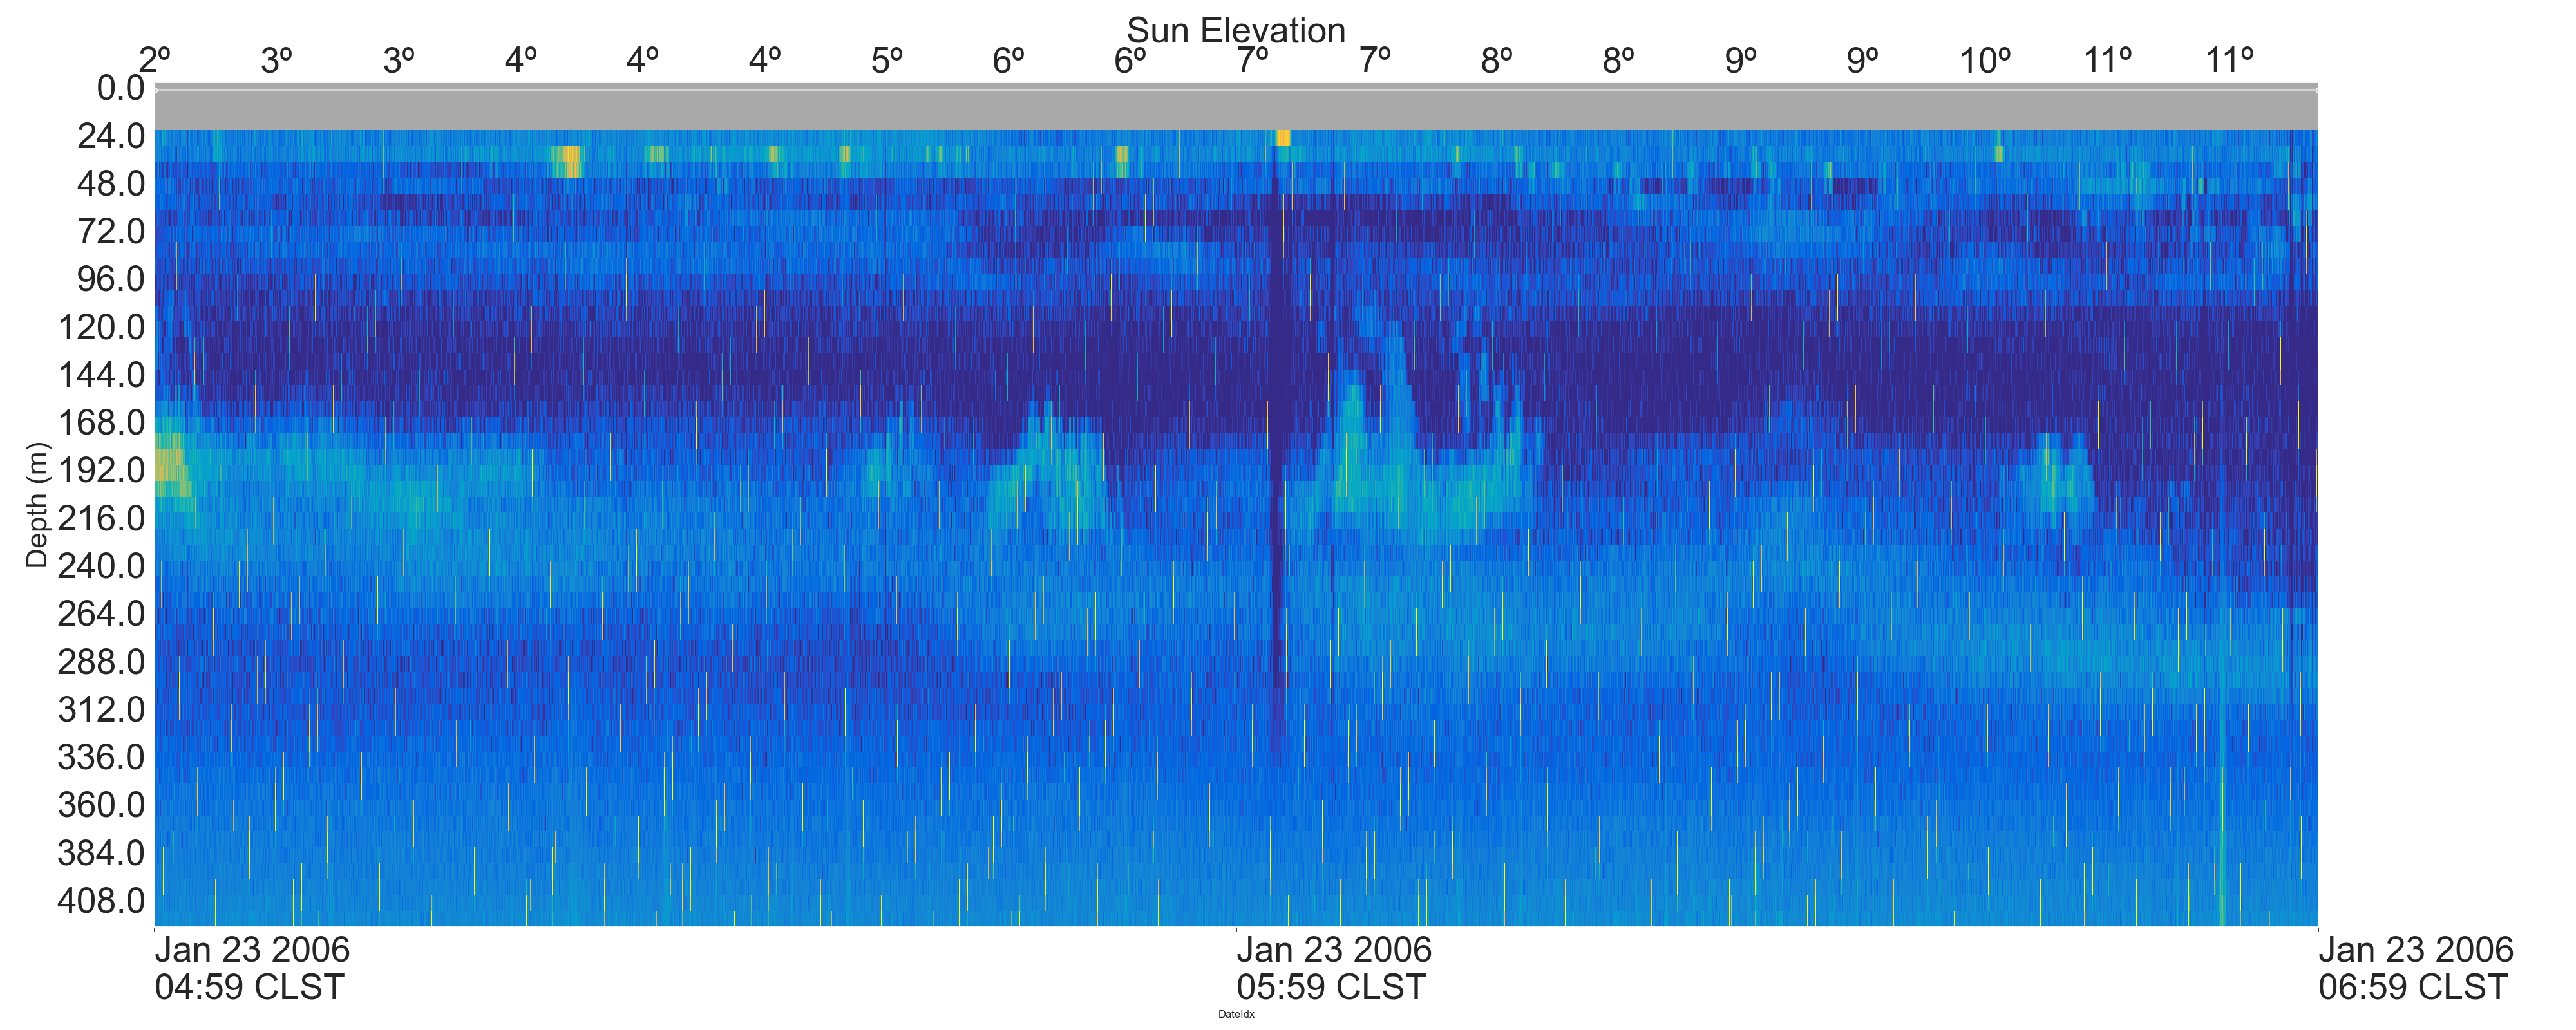 Sun Elevation
2º 3º 3º 4º 4º 4º 5º 6º 6º 7º 7º 8º 8º 9º 9º 10º 11º 11º
0.0
24.0
48.0
72.0
96.0
120.0
144.0
168.0
192.0
216.0
240.0
264.0
288.0
312.0
336.0
360.0
384.0
408.0
Depth (m)
Jan 23 2006
04:59 CLST
Jan 23 2006
05:59 CLST
Jan 23 2006
06:59 CLST
DateIdx